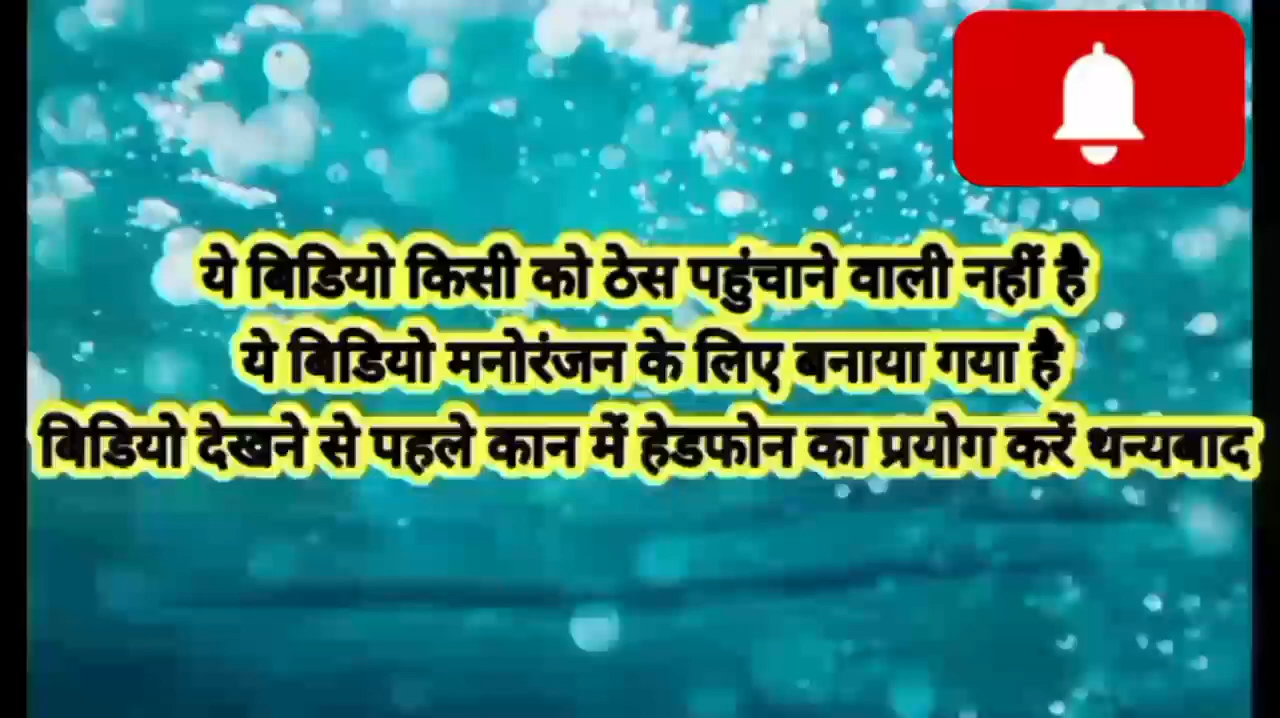 ये बिडियो किसी को ठेस पहुंचाने वाली नहीं है
ये बिडियो मनोरंजन के लिए बनाया गया है
बिडियो देखने से पहले कान में हेडफोन का प्रयोग करें थन्यबाद